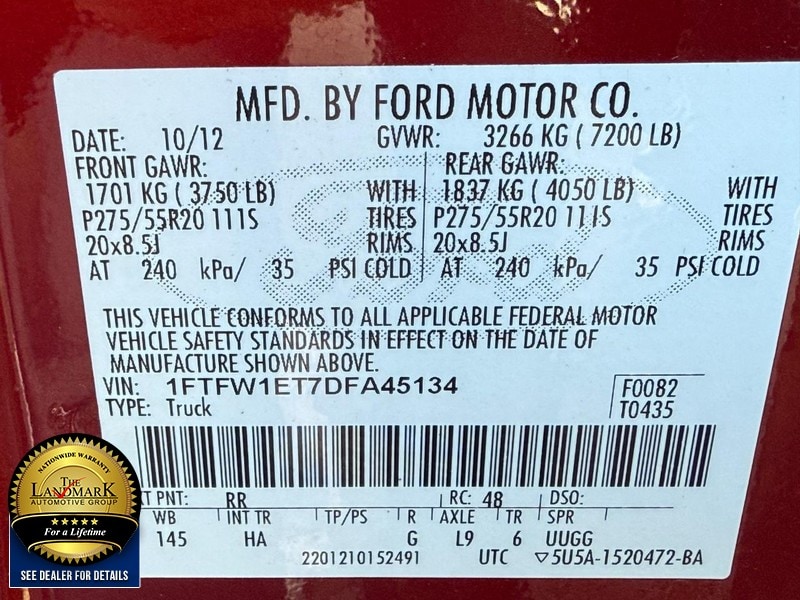 MFD. BY FORD MOTOR CO.
DATE: 10/12 GVWR: 3266 KG ( 7200 LB)
FRONT GAWR: REAR GAWR:
1701 KG ( 3750 LB) WITH 1837 KG ( 4050 LB) WITH
P275/55R20 111S TIRES P275/55R20 111S TIRES
20x8.5J RIMS 20x8.5J RIMS
AT 240 kPa/ 35 PSI COLD AT 240 kPa/ 35 PSI COLD
THIS VEHICLE CONFORMS TO ALL APPLICABLE FEDERAL MOTOR
VEHICLE SAFETY STANDARDS IN EFFECT ON THE DATE OF
MANUFACTURE SHOWN ABOVE.
VIN: 1FTFW1ET7DFA45134 F0082
TYPE: Truck T0435
PNT: RR RC: 48 DSO:
WB INT TR TP/PS R AXLE TR SPR
145 HA G L9 6 UUGG
2201210152491 UTC ▽5U5A-1520472-BA
NATIONWIDE WARRANTY
THE
LANDMARK
AUTOMOTIVE GROUP
★★★★★
For a Lifetime
SEE DEALER FOR DETAILS